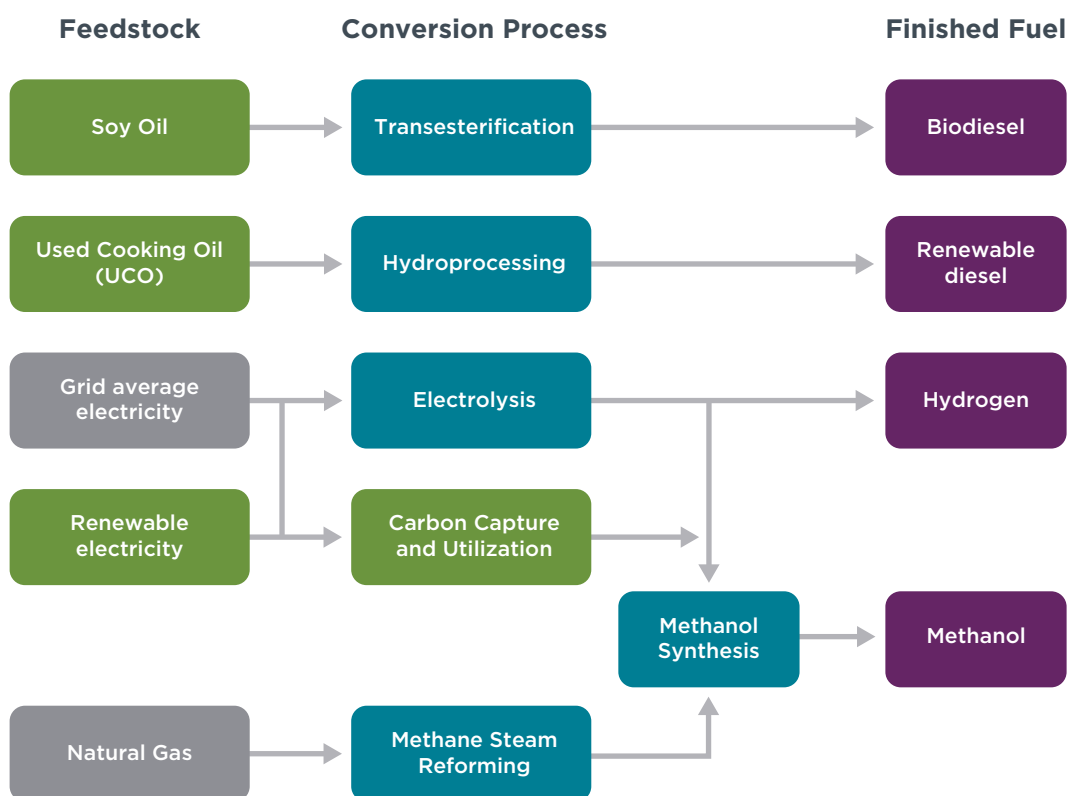 Feedstock
Conversion Process
Finished Fuel
Soy Oil
Transesterification
Biodiesel
Used Cooking Oil
(UCO)
Hydroprocessing
Renewable
diesel
Grid average
electricity
Electrolysis
Hydrogen
Renewable
electricity
Carbon Capture
and Utilization
Methanol
Synthesis
Methanol
Natural Gas
Methane Steam
Reforming